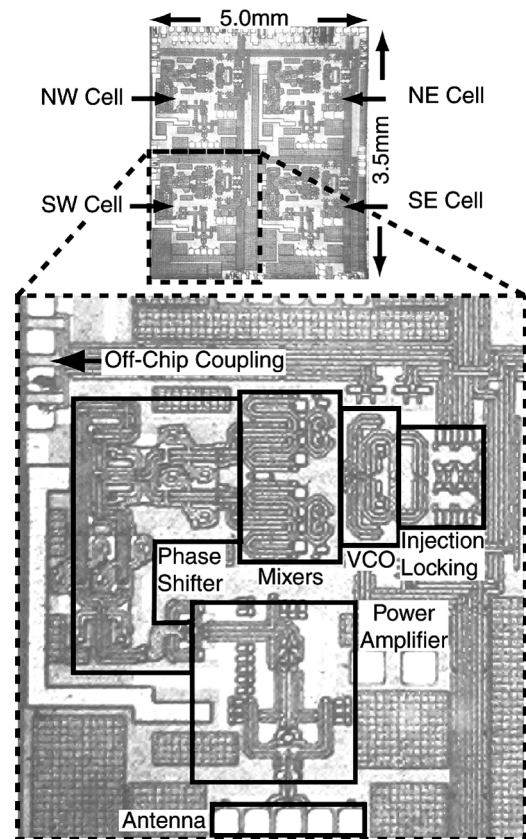 5.0mm
NW Cell
NE Cell
3.5mm
SW Cell
SE Cell
Off-Chip Coupling
Phase
Shifter
Mixers
VCO
Injection
Locking
Power
Amplifier
Antenna